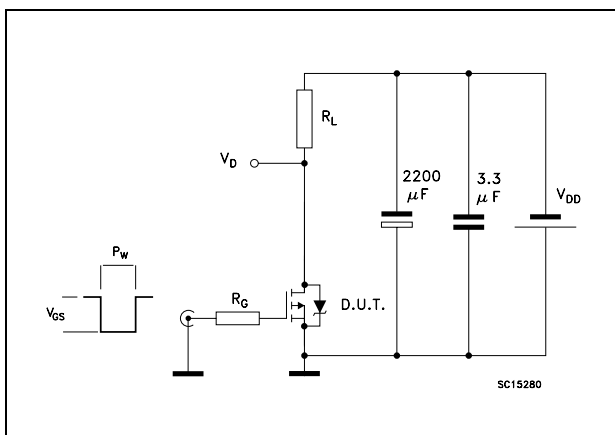 R_L
V_D
2200 μF
3.3 μF
V_DD
P_W
V_GS
R_G
D.U.T.
SC15280